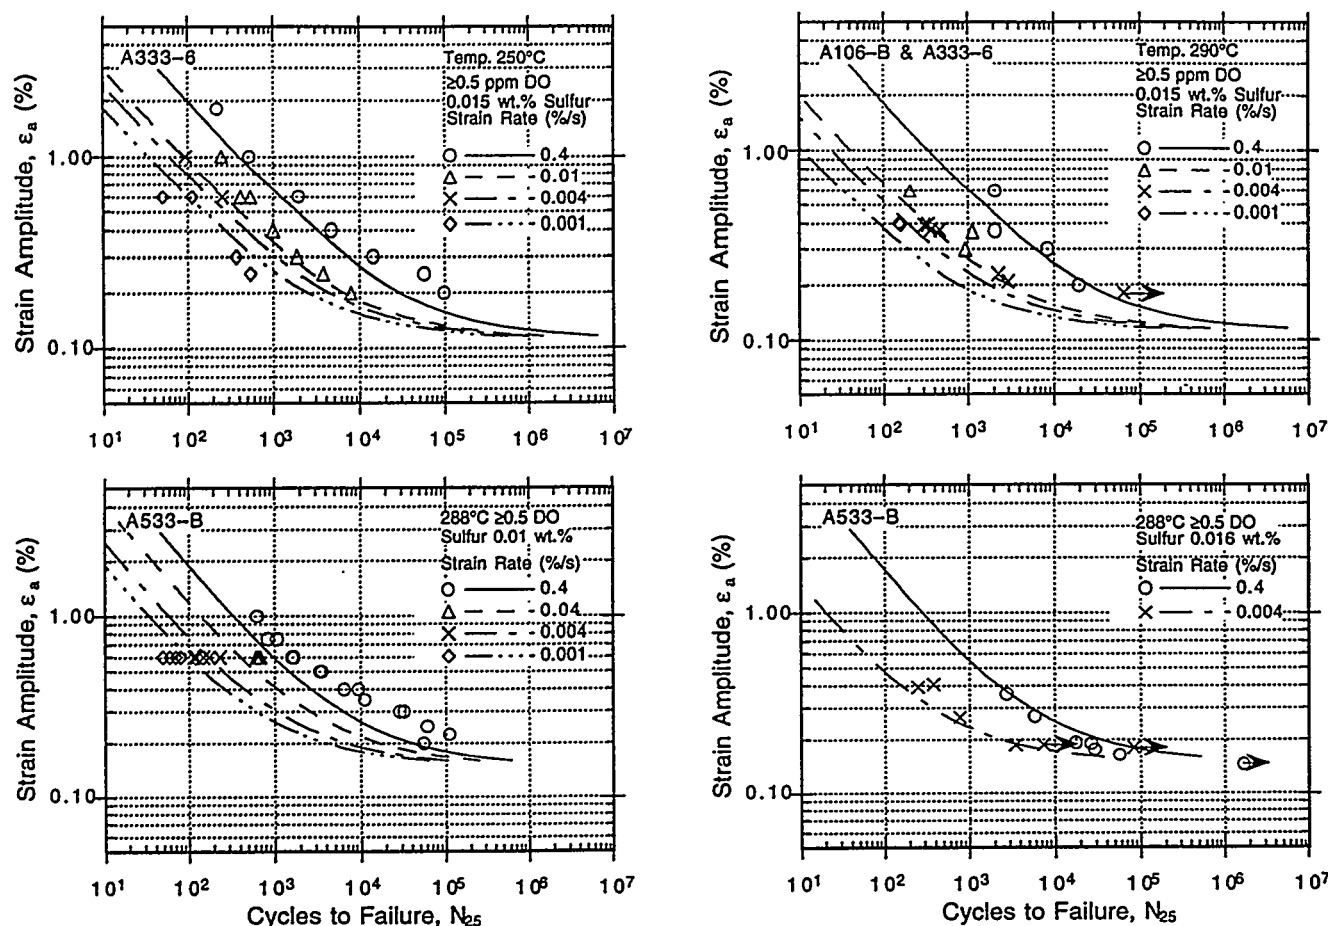 A333–6
Temp. 250°C
≥0.5 ppm DO
0.015 wt.% Sulfur
Strain Rate (%/s)
0.4
0.01
0.004
0.001
Strain Amplitude, εa (%)
1.00
0.10
10¹ 10² 10³ 10⁴ 10⁵ 10⁶ 10⁷
A106–B & A333–6
Temp. 290°C
≥0.5 ppm DO
0.015 wt.% Sulfur
Strain Rate (%/s)
0.4
0.01
0.004
0.001
Strain Amplitude, εa (%)
1.00
0.10
10¹ 10² 10³ 10⁴ 10⁵ 10⁶ 10⁷
A533–B
288°C ≥0.5 DO
Sulfur 0.01 wt.%
Strain Rate (%/s)
0.4
0.04
0.004
0.001
Strain Amplitude, εa (%)
1.00
0.10
10¹ 10² 10³ 10⁴ 10⁵ 10⁶ 10⁷
Cycles to Failure, N25
A533–B
288°C ≥0.5 DO
Sulfur 0.016 wt.%
Strain Rate (%/s)
0.4
0.004
Strain Amplitude, εa (%)
1.00
0.10
10¹ 10² 10³ 10⁴ 10⁵ 10⁶ 10⁷
Cycles to Failure, N25